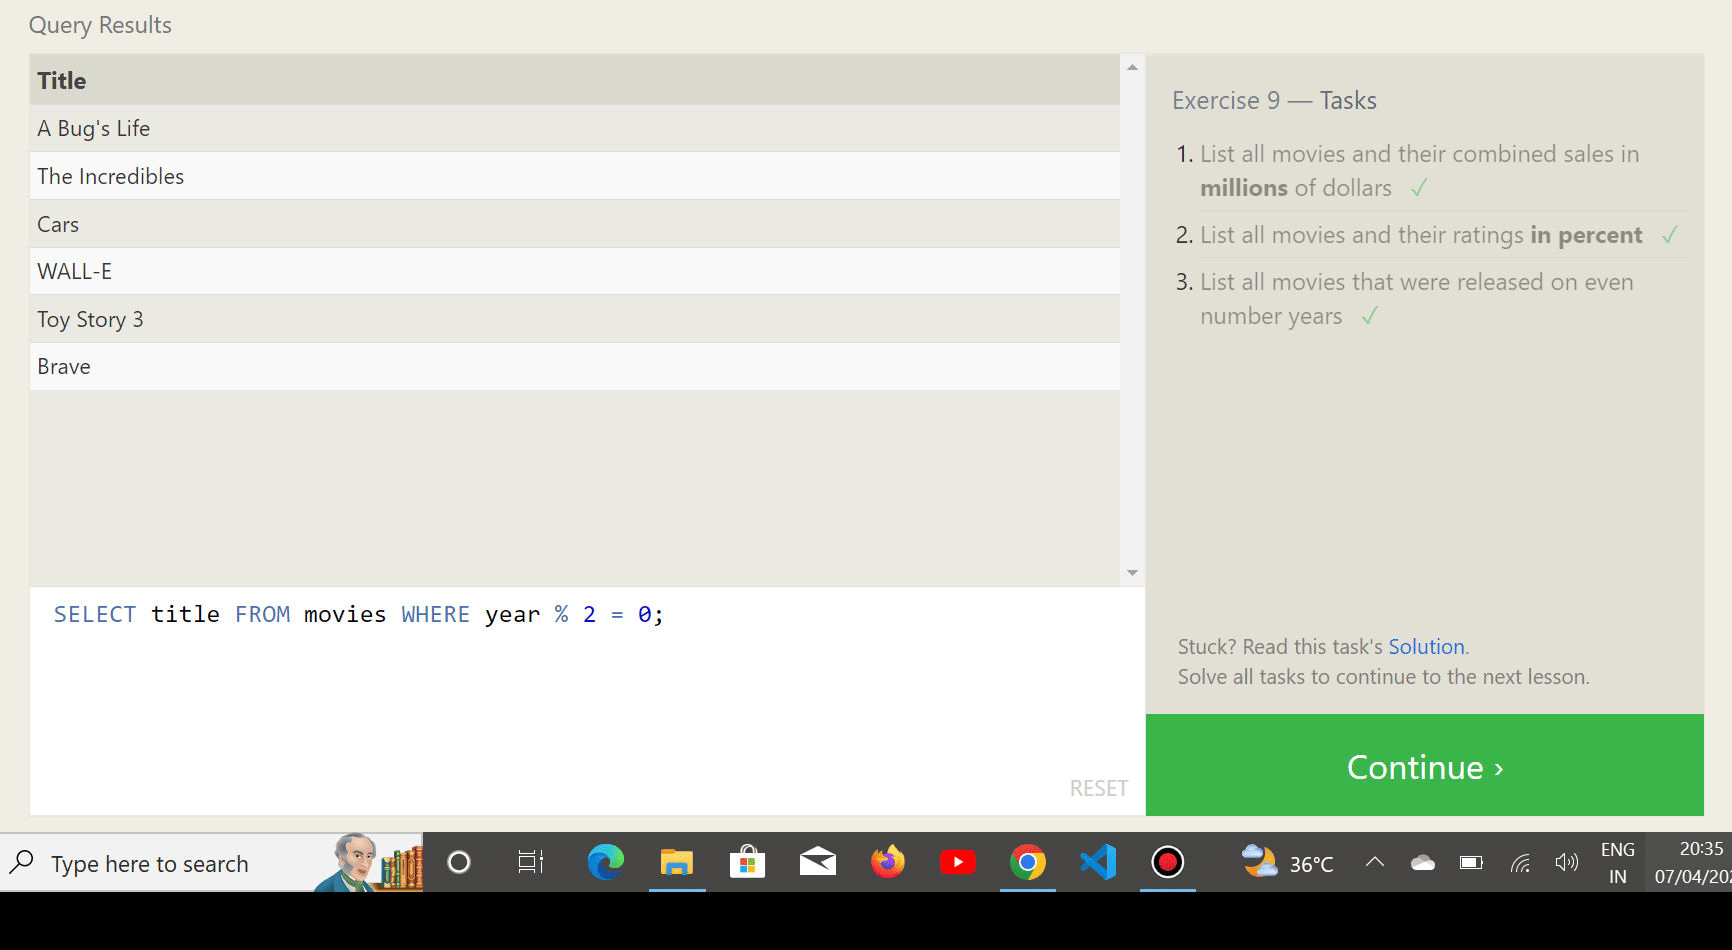 Query Results
Title
A Bug's Life
The Incredibles
Cars
WALL-E
Toy Story 3
Brave
SELECT title FROM movies WHERE year % 2 = 0;
RESET
Exercise 9 — Tasks
1. List all movies and their combined sales in
millions of dollars ✓
2. List all movies and their ratings in percent ✓
3. List all movies that were released on even
number years ✓
Stuck? Read this task's Solution.
Solve all tasks to continue to the next lesson.
Continue ›
Type here to search
36°C
ENG
IN
20:35
07/04/202